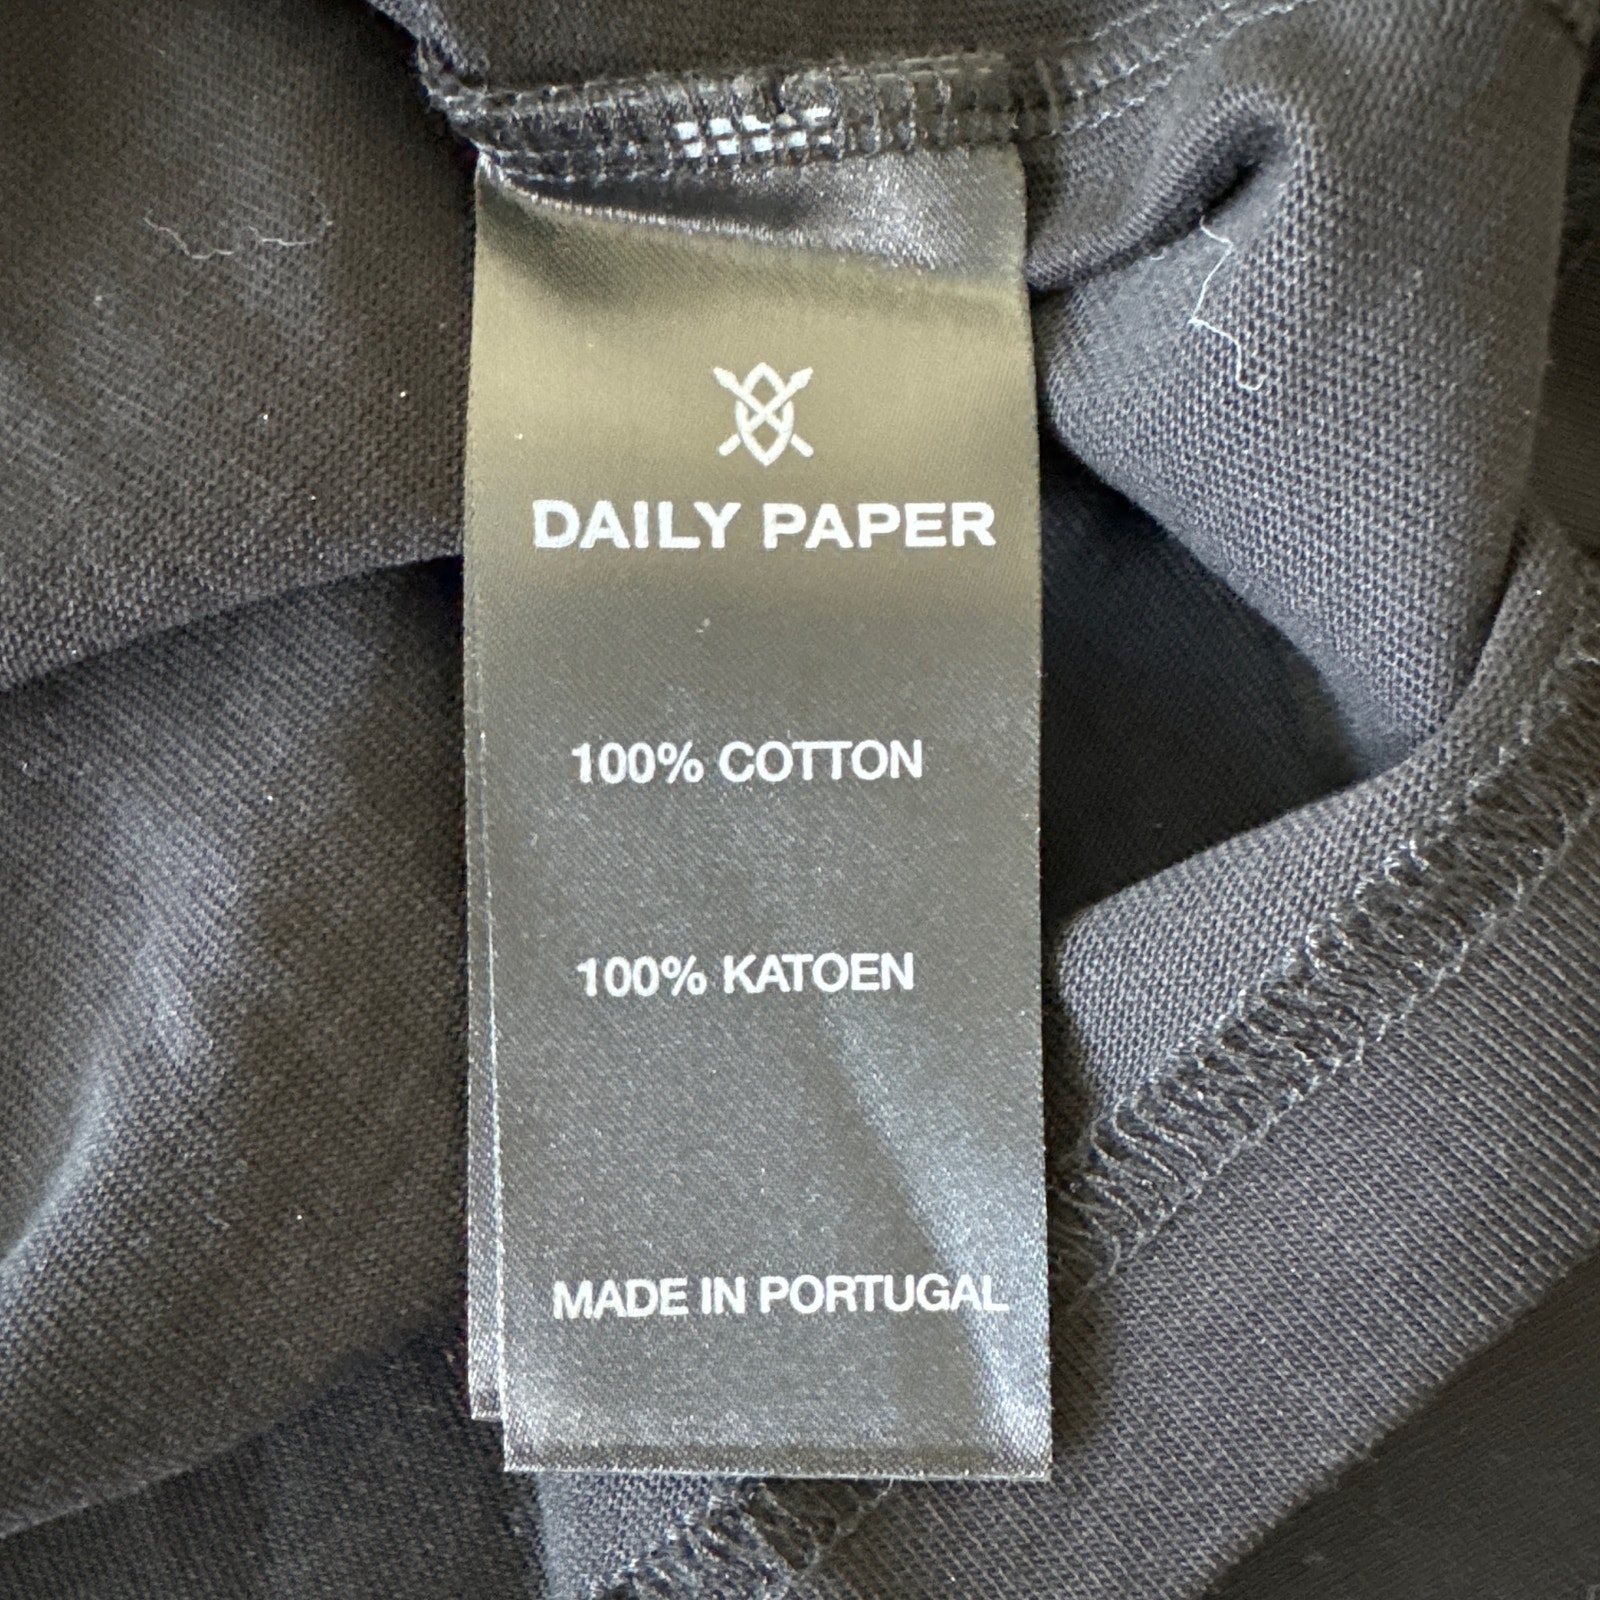 DAILY PAPER
100% COTTON
100% KATOEN
MADE IN PORTUGAL